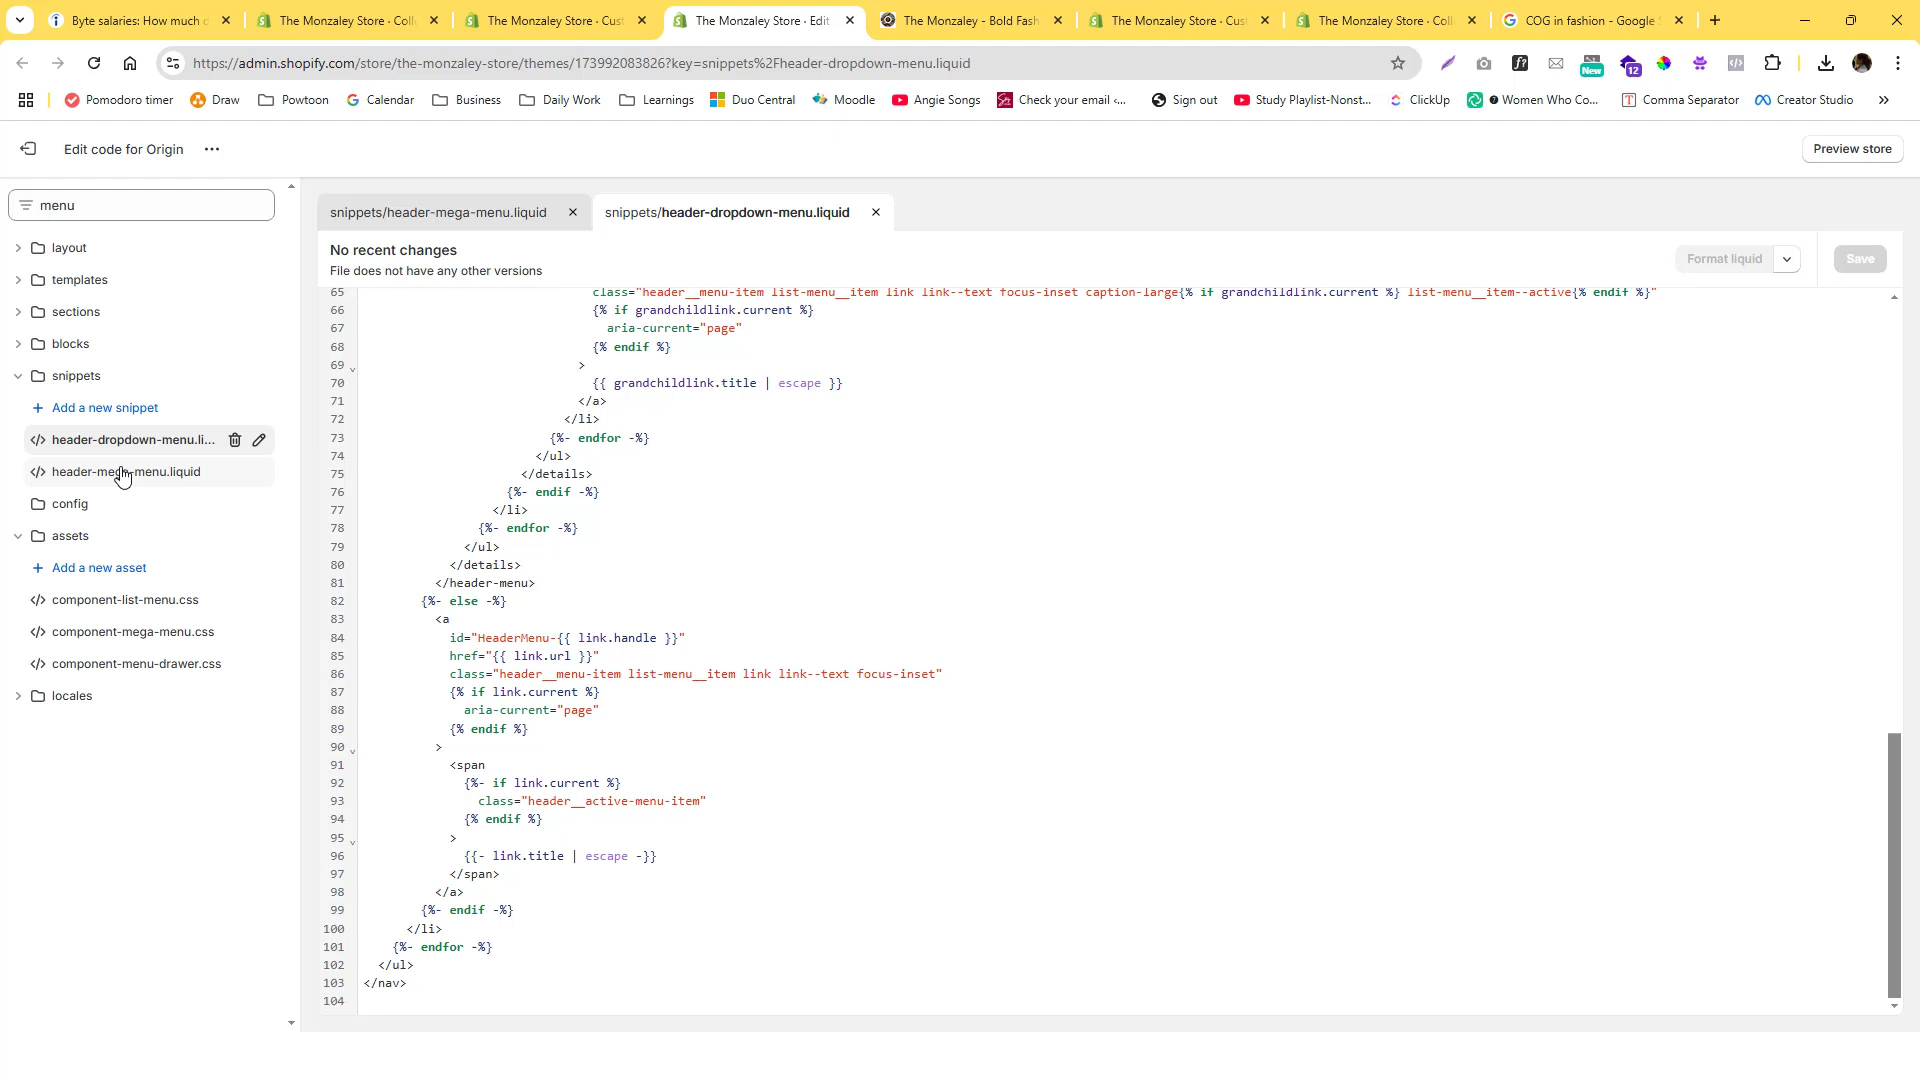 Byte salaries: How much d
The Monzaley Store · Coll
The Monzaley Store · Cust
The Monzaley Store · Edit
The Monzaley - Bold Fash
The Monzaley Store · Cus
The Monzaley Store · Coll
COG in fashion - Google S
https://admin.shopify.com/store/the-monzaley-store/themes/173992083826?key=snippets%2Fheader-dropdown-menu.liquid
New
12
Pomodoro timer
Draw
Powtoon
Calendar
Business
Daily Work
Learnings
Duo Central
Moodle
Angie Songs
Check your email -...
Sign out
Study Playlist-Nonst...
ClickUp
Women Who Co...
Comma Separator
Creator Studio
»
Edit code for Origin
Preview store
menu
layout
templates
sections
blocks
snippets
Add a new snippet
header-dropdown-menu.li...
header-mega-menu.liquid
config
assets
Add a new asset
component-list-menu.css
component-mega-menu.css
component-menu-drawer.css
locales
snippets/header-mega-menu.liquid
snippets/header-dropdown-menu.liquid
No recent changes
File does not have any other versions
Format liquid
Save
65 class="header__menu-item list-menu__item link link--text focus-inset caption-large{% if grandchildlink.current %} list-menu__item--active{% endif %}"
66 {% if grandchildlink.current %}
67 aria-current="page"
68 {% endif %}
69 >
70 {{ grandchildlink.title | escape }}
71 </a>
72 </li>
73 {%- endfor -%}
74 </ul>
75 </details>
76 {%- endif -%}
77 </li>
78 {%- endfor -%}
79 </ul>
80 </details>
81 </header-menu>
82 {%- else -%}
83 <a
84 id="HeaderMenu-{{ link.handle }}"
85 href="{{ link.url }}"
86 class="header__menu-item list-menu__item link link--text focus-inset"
87 {% if link.current %}
88 aria-current="page"
89 {% endif %}
90 >
91 <span
92 {%- if link.current %}
93 class="header__active-menu-item"
94 {% endif %}
95 >
96 {{- link.title | escape -}}
97 </span>
98 </a>
99 {%- endif -%}
100 </li>
101 {%- endfor -%}
102 </ul>
103 </nav>
104